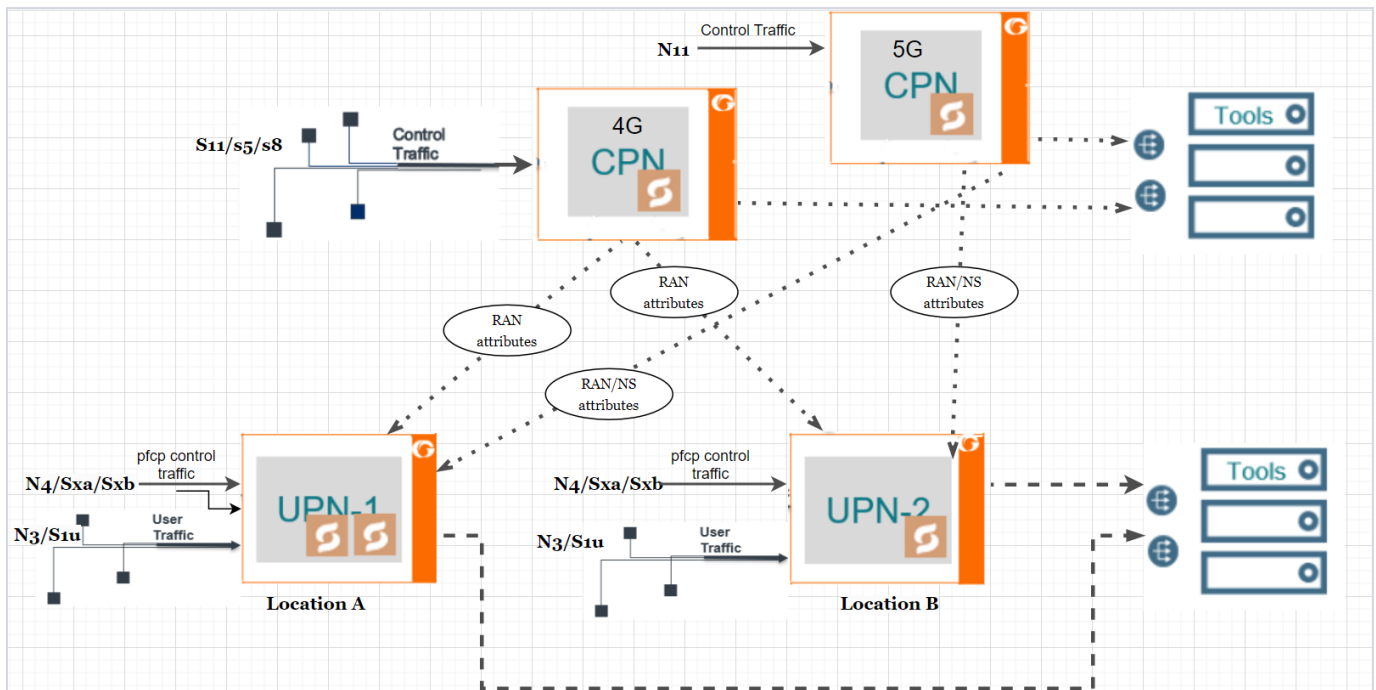 Control Traffic
N11
5G
CPN
S11/s5/s8
Control
Traffic
4G
CPN
Tools
RAN
attributes
RAN/NS
attributes
RAN
attributes
RAN/NS
attributes
pfcp control
traffic
N4/Sxa/Sxb
UPN-1
User
Traffic
N3/S1u
Location A
pfcp control
traffic
N4/Sxa/Sxb
UPN-2
User
Traffic
N3/S1u
Location B
Tools